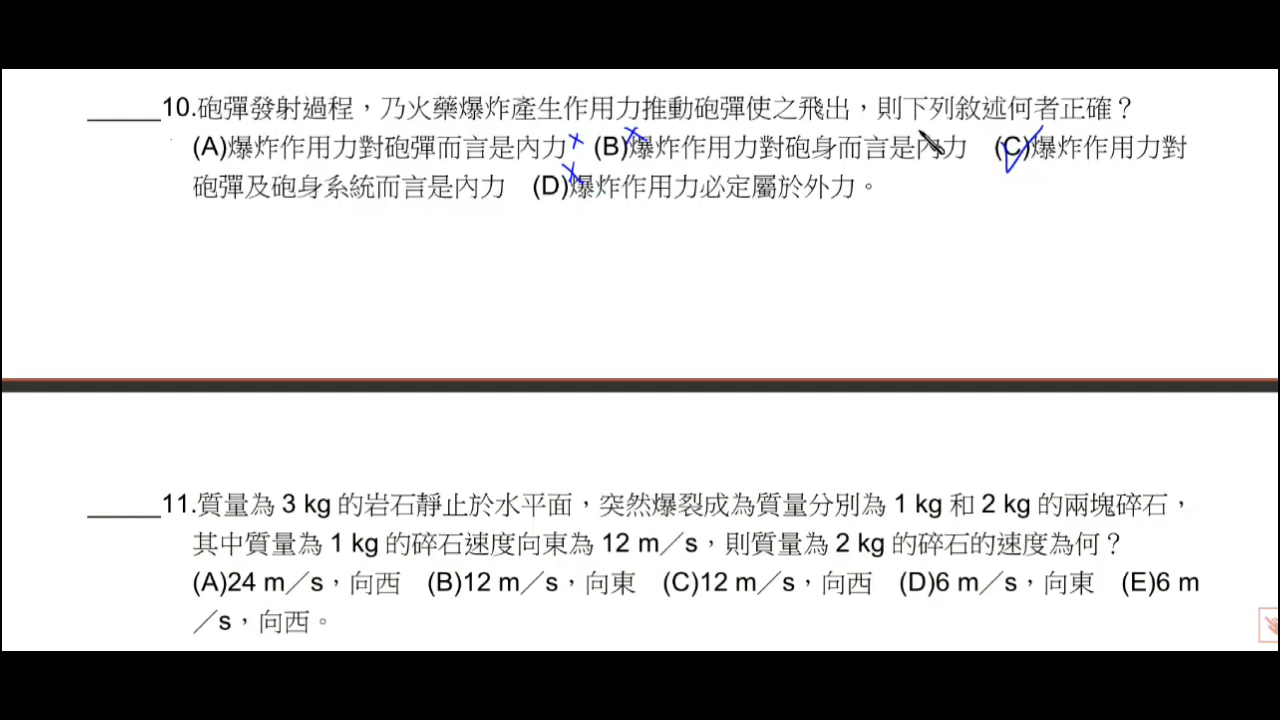 ______10.砲彈發射過程，乃火藥爆炸產生作用力推動砲彈使之飛出，則下列敘述何者正確？
(A)爆炸作用力對砲彈而言是內力 (B)爆炸作用力對砲身而言是內力 (C)爆炸作用力對
砲彈及砲身系統而言是內力 (D)爆炸作用力必定屬於外力。
______11.質量為 3 kg 的岩石靜止於水平面，突然爆裂成為質量分別為 1 kg 和 2 kg 的兩塊碎石，
其中質量為 1 kg 的碎石速度向東為 12 m／s，則質量為 2 kg 的碎石的速度為何？
(A)24 m／s，向西 (B)12 m／s，向東 (C)12 m／s，向西 (D)6 m／s，向東 (E)6 m
／s，向西。